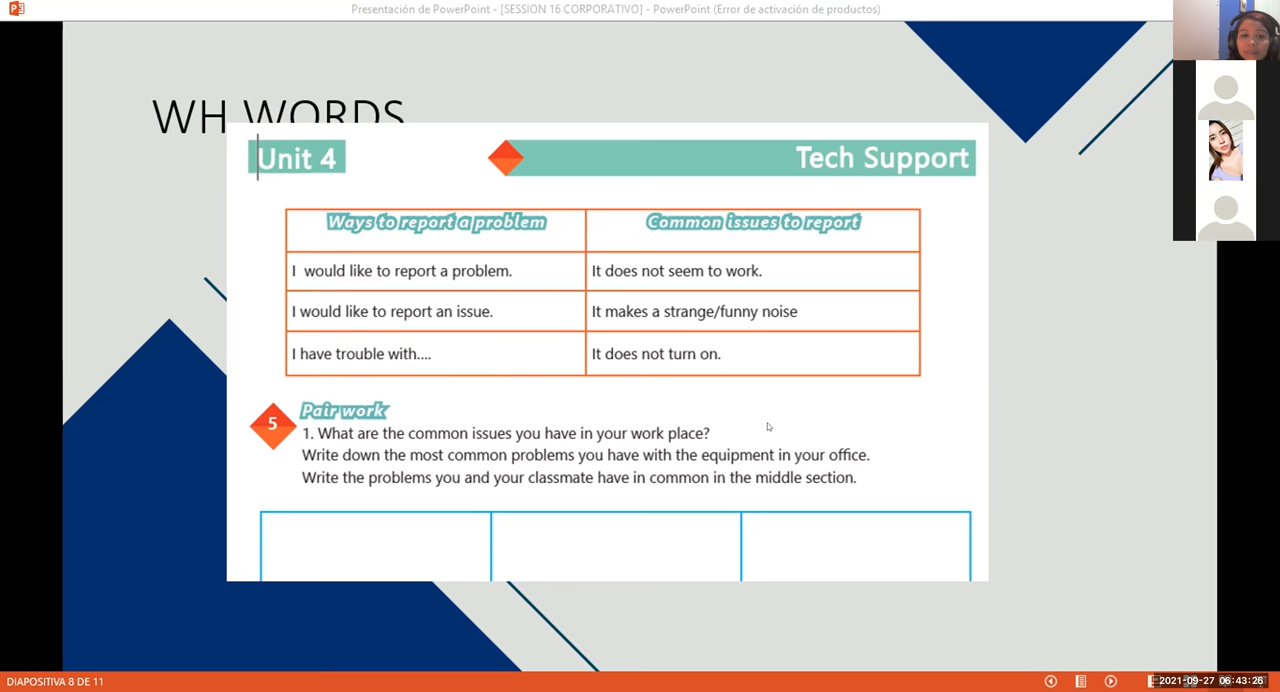 Presentación de PowerPoint - [SESSION 16 CORPORATIVO] - PowerPoint (Error de activación de productos)
WH WORDS
Unit 4
Tech Support
Ways to report a problem
Common issues to report
I would like to report a problem.
It does not seem to work.
I would like to report an issue.
It makes a strange/funny noise
I have trouble with....
It does not turn on.
5
Pair work
1. What are the common issues you have in your work place?
Write down the most common problems you have with the equipment in your office.
Write the problems you and your classmate have in common in the middle section.
DIAPOSITIVA 8 DE 11
2021-09-27 06:43:26